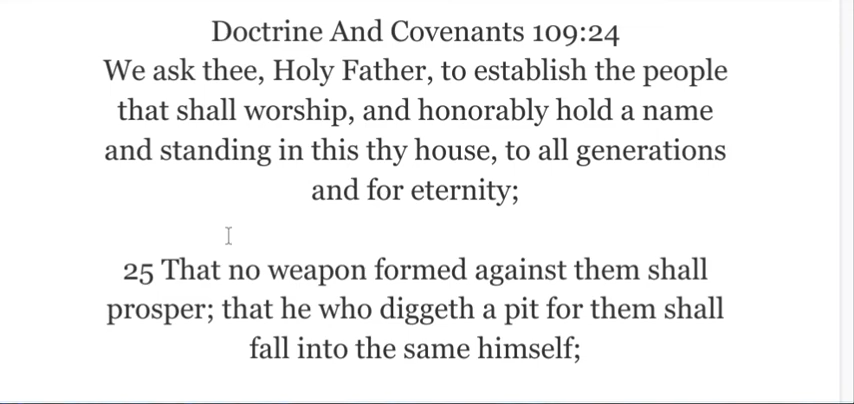 Doctrine And Covenants 109:24
We ask thee, Holy Father, to establish the people
that shall worship, and honorably hold a name
and standing in this thy house, to all generations
and for eternity;
25 That no weapon formed against them shall
prosper; that he who diggeth a pit for them shall
fall into the same himself;